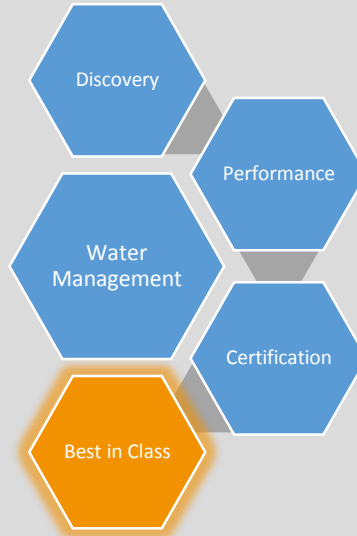 Discovery
Performance
Water
Management
Certification
Best in Class